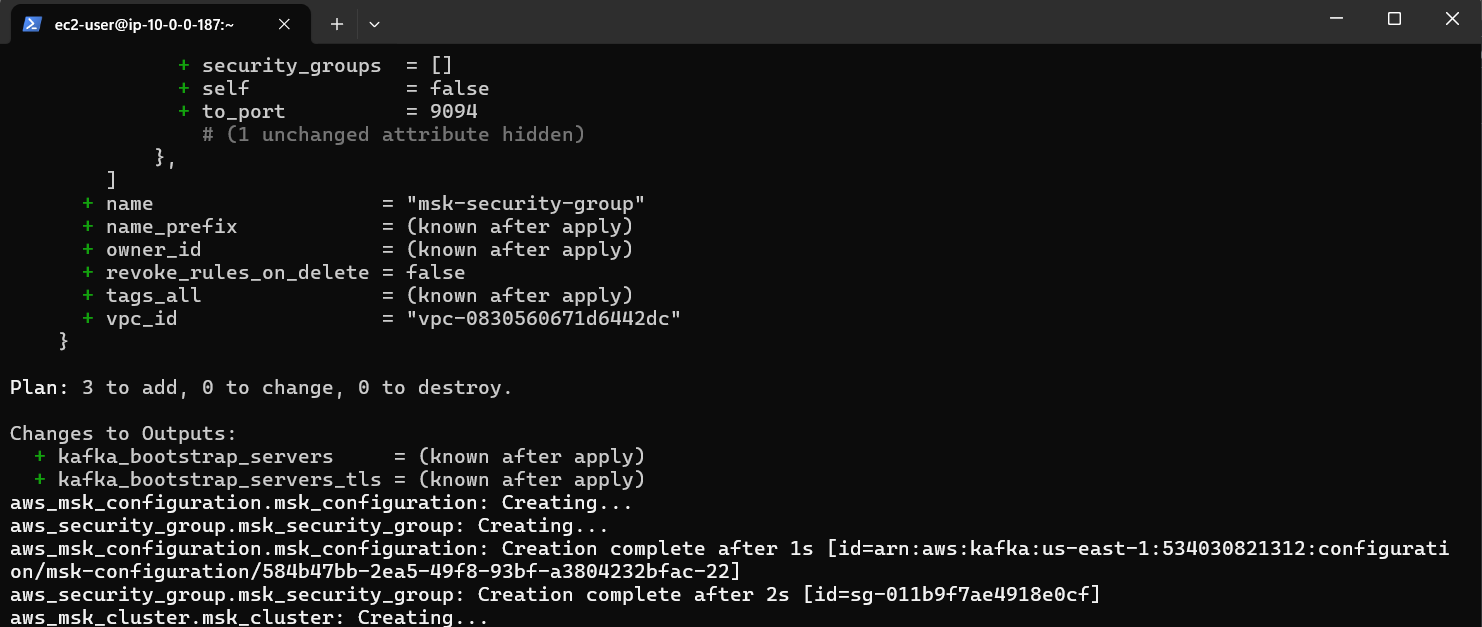 ec2-user@ip-10-0-0-187:~
+ security_groups = []
+ self = false
+ to_port = 9094
# (1 unchanged attribute hidden)
},
]
+ name = "msk-security-group"
+ name_prefix = (known after apply)
+ owner_id = (known after apply)
+ revoke_rules_on_delete = false
+ tags_all = (known after apply)
+ vpc_id = "vpc-0830560671d6442dc"
}
Plan: 3 to add, 0 to change, 0 to destroy.
Changes to Outputs:
+ kafka_bootstrap_servers = (known after apply)
+ kafka_bootstrap_servers_tls = (known after apply)
aws_msk_configuration.msk_configuration: Creating...
aws_security_group.msk_security_group: Creating...
aws_msk_configuration.msk_configuration: Creation complete after 1s [id=arn:aws:kafka:us-east-1:534030821312:configurati
on/msk-configuration/584b47bb-2ea5-49f8-93bf-a3804232bfac-22]
aws_security_group.msk_security_group: Creation complete after 2s [id=sg-011b9f7ae4918e0cf]
aws_msk_cluster.msk_cluster: Creating...